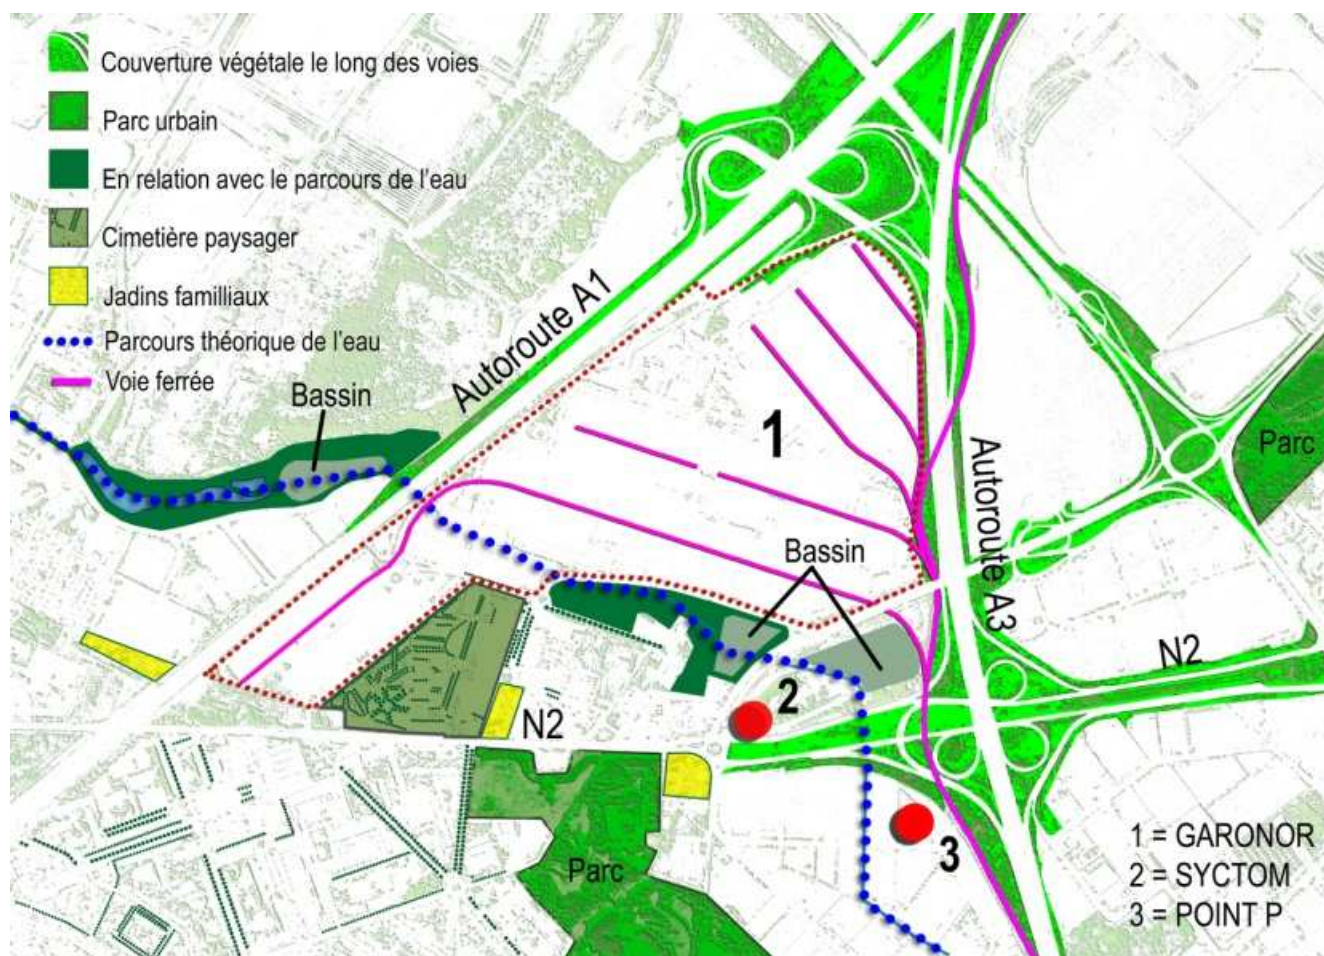 Couverture végétale le long des voies
Parc urbain
En relation avec le parcours de l'eau
Cimetière paysager
Jadins familliaux
Parcours théorique de l'eau
Voie ferrée
Bassin
Autoroute A1
1
Parc
Autoroute A3
Bassin
N2
2
N2
3
Parc
1 = GARONOR
2 = SYCTOM
3 = POINT P